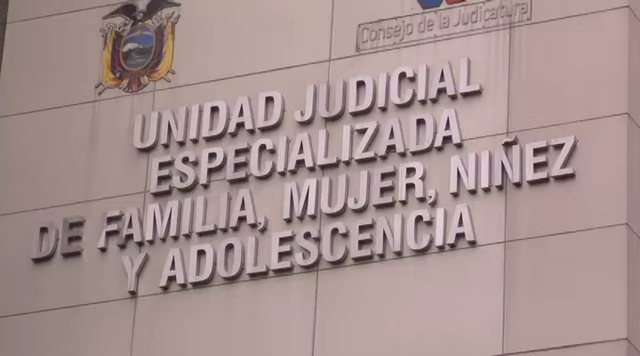 Consejo de la Judicatura
UNIDAD JUDICIAL
ESPECIALIZADA
DE FAMILIA, MUJER, NIÑEZ
Y ADOLESCENCIA